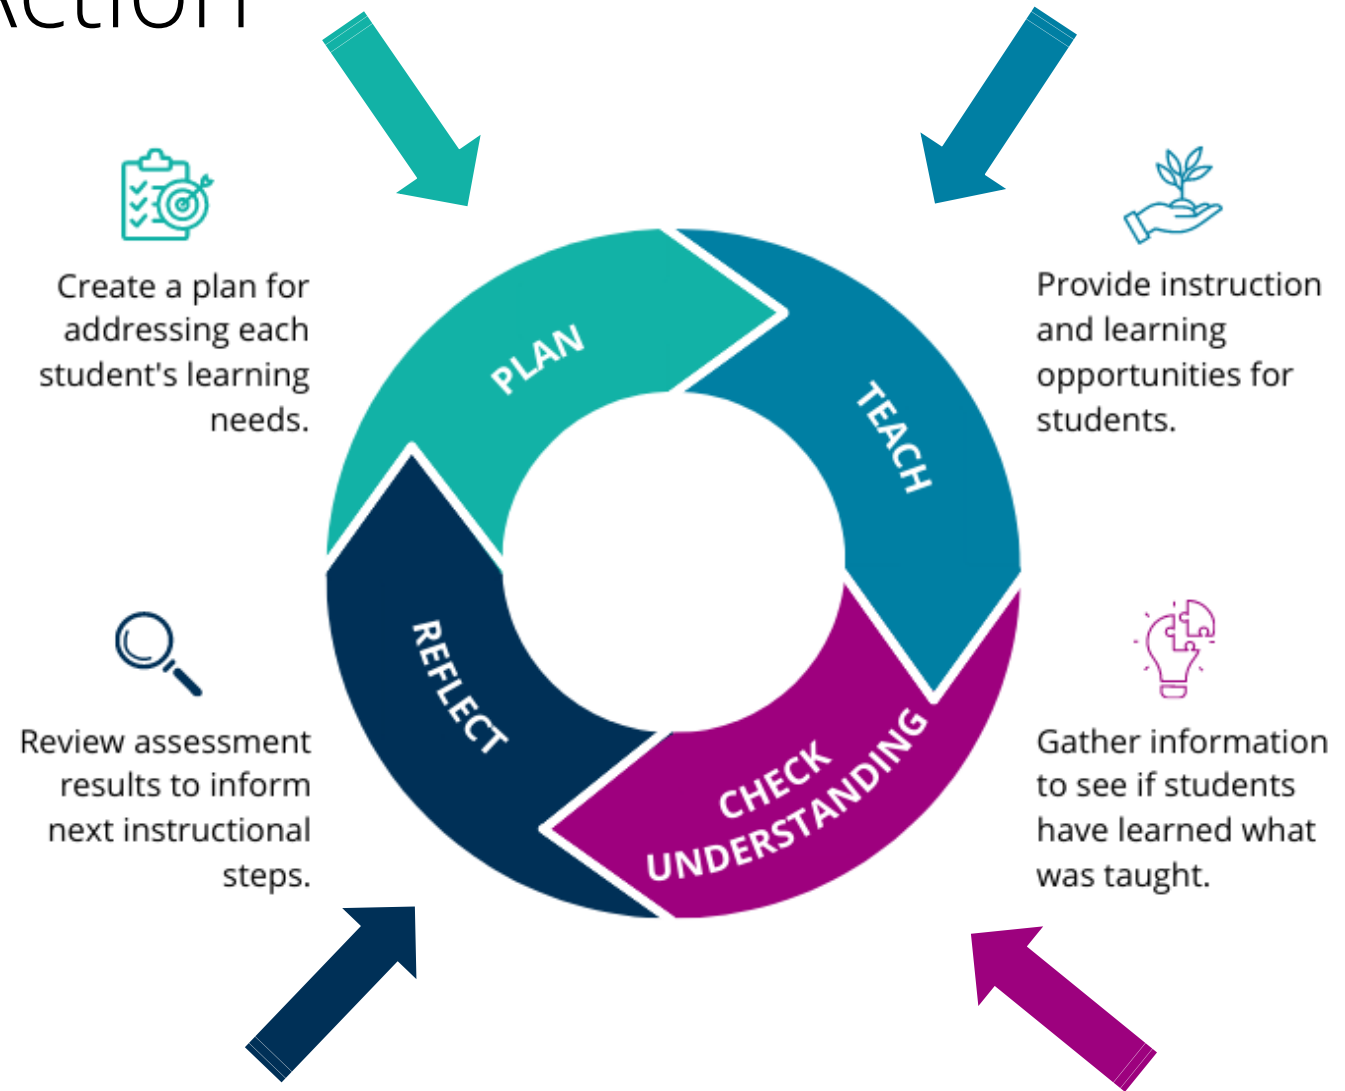 Action
PLAN
Create a plan for
addressing each
student's learning
needs.
TEACH
Provide instruction
and learning
opportunities for
students.
CHECK
UNDERSTANDING
Gather information
to see if students
have learned what
was taught.
REFLECT
Review assessment
results to inform
next instructional
steps.